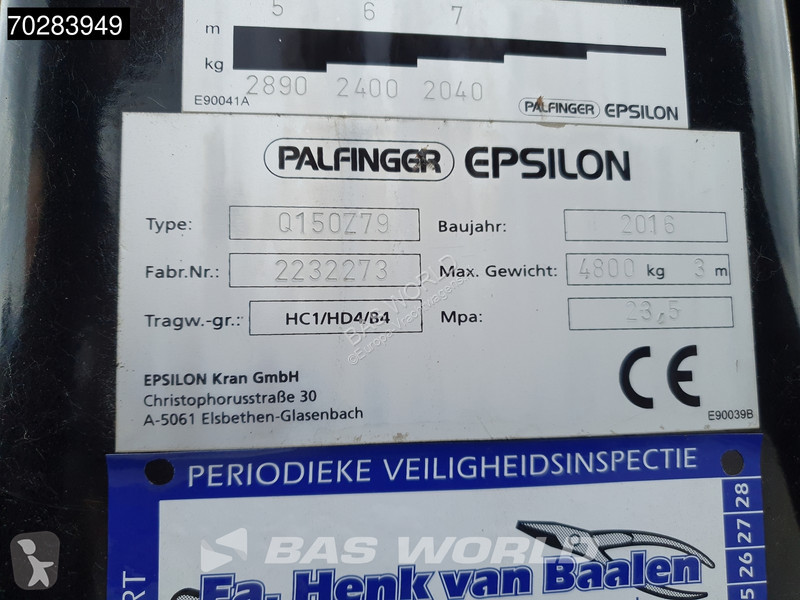 70283949
5 6 7
m
kg
2890 2400 2040
E90041A PALFINGER EPSILON
PALFINGER EPSILON
Type: Q150Z79 Baujahr: 2016
Fabr.Nr.: 2232273 Max. Gewicht: 4800 kg 3 m
Tragw.-gr.: HC1/HD4/B4 Mpa: 23,5
EPSILON Kran GmbH
Christophorusstraße 30
A-5061 Elsbethen-Glasenbach
CE
E90039B
PERIODIEKE VEILIGHEIDSINSPECTIE
26 27 28
BAS WORLD
Fa. Henk van Baalen